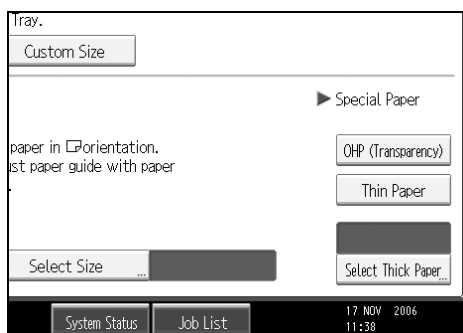 Tray.
Custom Size
Special Paper
paper in orientation.
ust paper guide with paper
.
OHP (Transparency)
Thin Paper
Select Size ...
Select Thick Paper...
System Status
Job List
17 NOV 2006
11:38